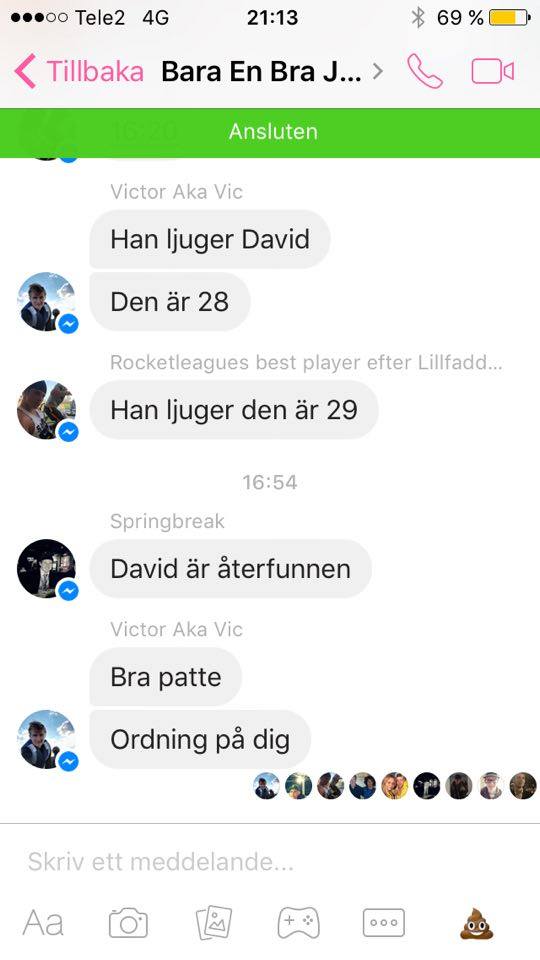 Tele2 4G 21:13 69 %
Tillbaka Bara En Bra J...
Ansluten
16:20
Victor Aka Vic
Han ljuger David
Den är 28
Rocketleagues best player efter Lillfadd...
Han ljuger den är 29
16:54
Springbreak
David är återfunnen
Victor Aka Vic
Bra patte
Ordning på dig
Skriv ett meddelande...
Aa